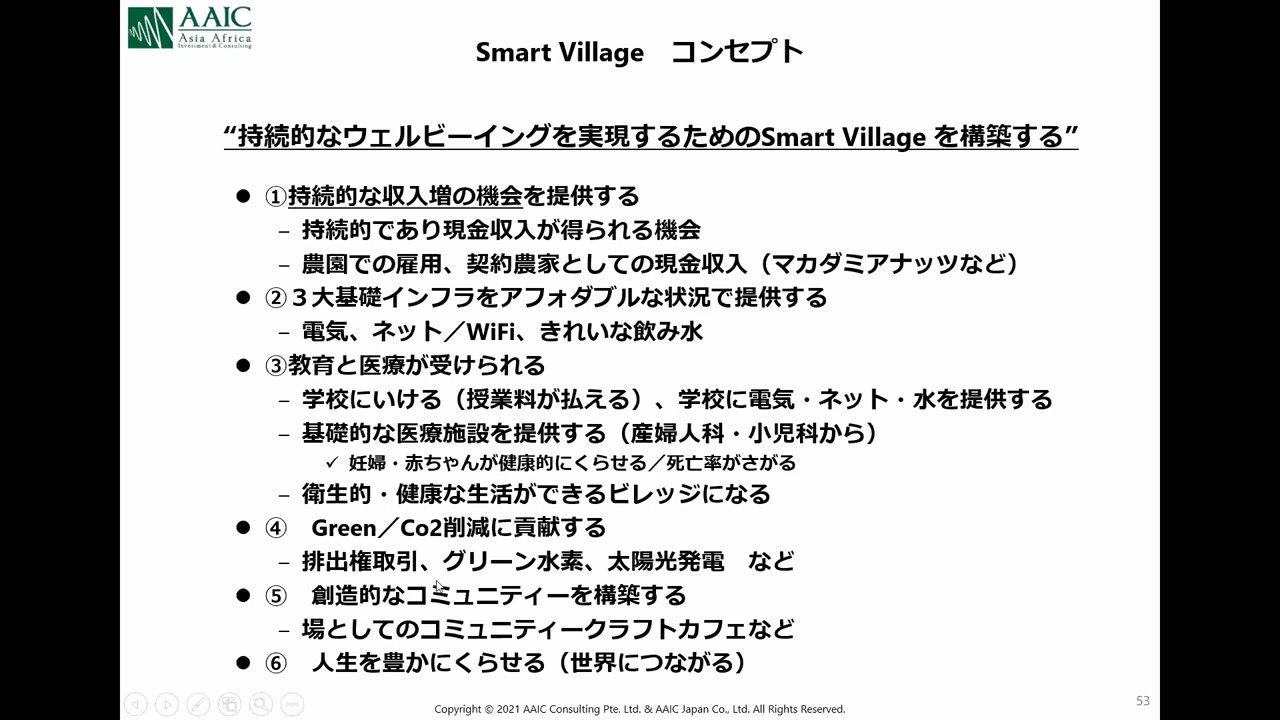 AAIC
Asia Africa
Investment & Consulting
Smart Village　コンセプト
“持続的なウェルビーイングを実現するためのSmart Village を構築する”
● ①持続的な収入増の機会を提供する
– 持続的であり現金収入が得られる機会
– 農園での雇用、契約農家としての現金収入（マカダミアナッツなど）
● ②３大基礎インフラをアフォダブルな状況で提供する
– 電気、ネット／WiFi、きれいな飲み水
● ③教育と医療が受けられる
– 学校にいける（授業料が払える）、学校に電気・ネット・水を提供する
– 基礎的な医療施設を提供する（産婦人科・小児科から）
✓ 妊婦・赤ちゃんが健康的にくらせる／死亡率がさがる
– 衛生的・健康な生活ができるビレッジになる
● ④　Green／Co2削減に貢献する
– 排出権取引、グリーン水素、太陽光発電　など
● ⑤　創造的なコミュニティーを構築する
– 場としてのコミュニティークラフトカフェなど
● ⑥　人生を豊かにくらせる（世界につながる）
53
Copyright © 2021 AAIC Consulting Pte. Ltd. & AAIC Japan Co., Ltd. All Rights Reserved.